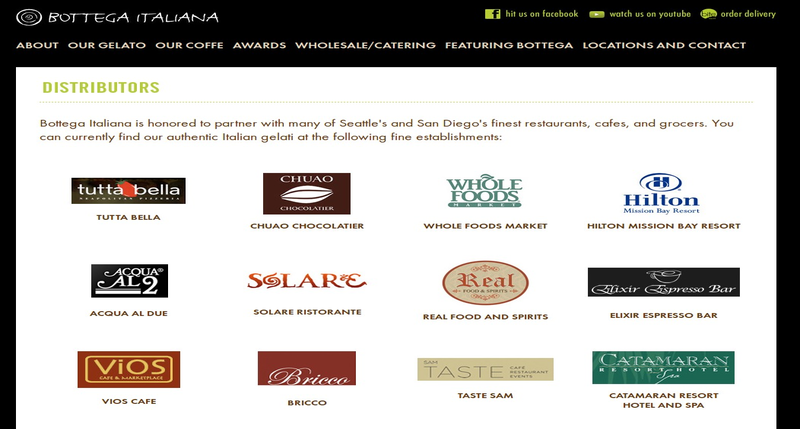 BOTTEGA ITALIANA
hit us on facebook watch us on youtube bite order delivery
ABOUT OUR GELATO OUR COFFE AWARDS WHOLESALE/CATERING FEATURING BOTTEGA LOCATIONS AND CONTACT
DISTRIBUTORS
Bottega Italiana is honored to partner with many of Seattle's and San Diego's finest restaurants, cafes, and grocers. You
can currently find our authentic Italian gelati at the following fine establishments:
tutta bella
NEAPOLITAN PIZZERIA
TUTTA BELLA
CHUAO
CHOCOLATIER
CHUAO CHOCOLATIER
WHOLE
FOODS
MARKET
WHOLE FOODS MARKET
Hilton
Mission Bay Resort
HILTON MISSION BAY RESORT
ACQUA®
AL 2
ACQUA AL DUE
SOLARE
SOLARE RISTORANTE
Real
FOOD & SPIRITS
REAL FOOD AND SPIRITS
Elixir Espresso Bar
ELIXIR ESPRESSO BAR
ViOS
CAFE & MARKETPLACE
VIOS CAFE
Bricco
BRICCO
SAM
TASTE
CAFÉ
RESTAURANT
EVENTS
TASTE SAM
CATAMARAN
RESORT HOTEL
Spa
CATAMARAN RESORT
HOTEL AND SPA